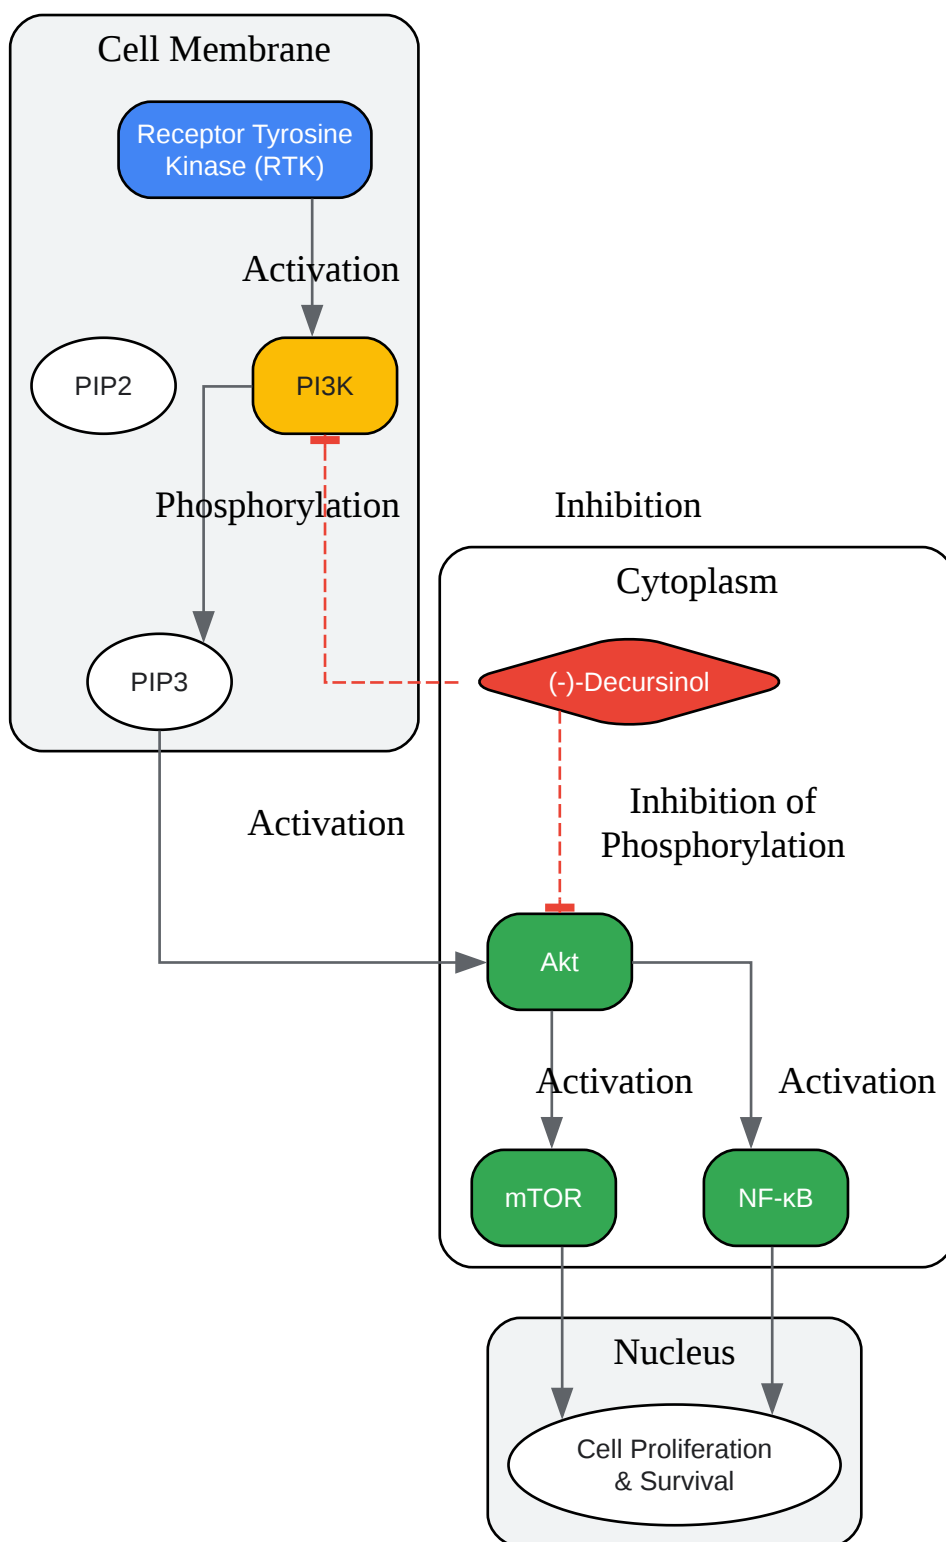 Cell Membrane
Receptor Tyrosine
Kinase (RTK)
Activation
PIP2
PI3K
Phosphorylation
Inhibition
Cytoplasm
PIP3
(-)-Decursinol
Activation
Inhibition of
Phosphorylation
Akt
Activation
Activation
mTOR
NF-κB
Nucleus
Cell Proliferation
& Survival